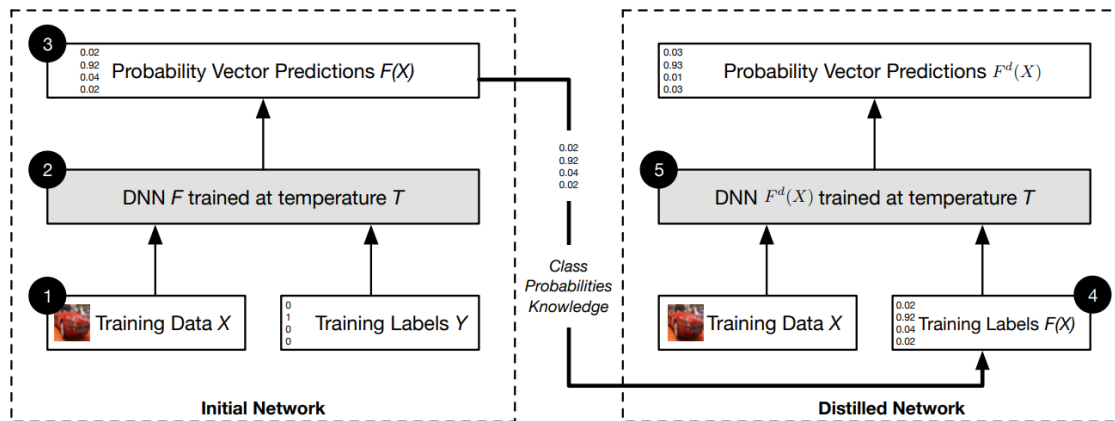 3
0.02
0.92
0.04
0.02
Probability Vector Predictions F(X)
2
DNN F trained at temperature T
1
Training Data X
0
1
0
0
Training Labels Y
Initial Network
0.02
0.92
0.04
0.02
Class
Probabilities
Knowledge
0.03
0.93
0.01
0.03
Probability Vector Predictions F^d(X)
5
DNN F^d(X) trained at temperature T
Training Data X
4
0.02
0.92
0.04
0.02
Training Labels F(X)
Distilled Network